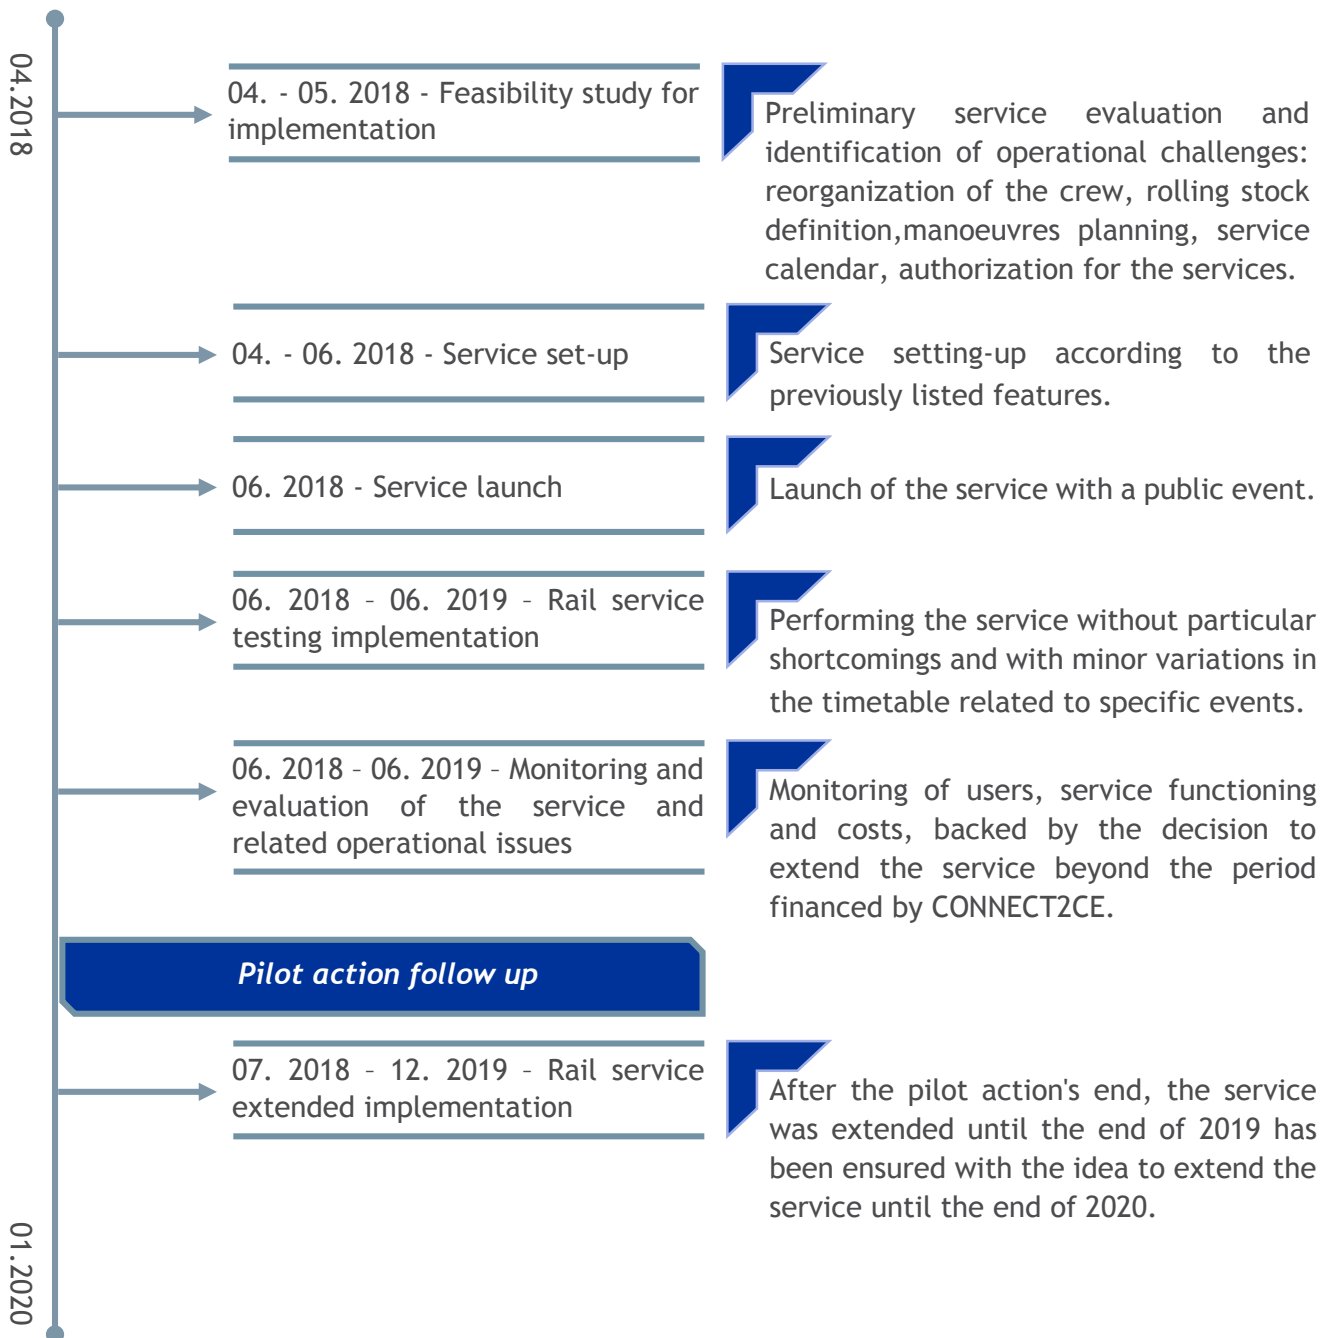 04.2018
04. - 05. 2018 - Feasibility study for
implementation
Preliminary service evaluation and
identification of operational challenges:
reorganization of the crew, rolling stock
definition,manoeuvres planning, service
calendar, authorization for the services.
04. - 06. 2018 - Service set-up
Service setting-up according to the
previously listed features.
06. 2018 - Service launch
Launch of the service with a public event.
06. 2018 – 06. 2019 – Rail service
testing implementation
Performing the service without particular
shortcomings and with minor variations in
the timetable related to specific events.
06. 2018 – 06. 2019 – Monitoring and
evaluation of the service and
related operational issues
Monitoring of users, service functioning
and costs, backed by the decision to
extend the service beyond the period
financed by CONNECT2CE.
Pilot action follow up
07. 2018 – 12. 2019 – Rail service
extended implementation
After the pilot action's end, the service
was extended until the end of 2019 has
been ensured with the idea to extend the
service until the end of 2020.
01.2020